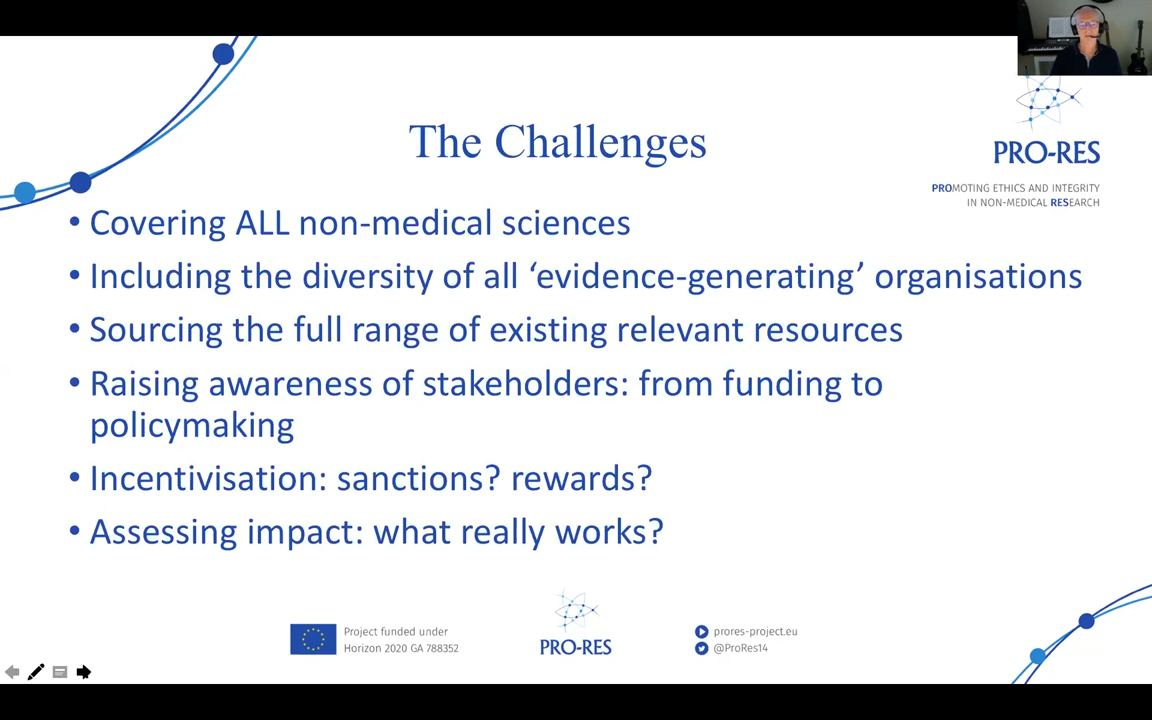 The Challenges
PRO-RES
PROMOTING ETHICS AND INTEGRITY
IN NON-MEDICAL RESEARCH
• Covering ALL non-medical sciences
• Including the diversity of all ‘evidence-generating’ organisations
• Sourcing the full range of existing relevant resources
• Raising awareness of stakeholders: from funding to
policymaking
• Incentivisation: sanctions? rewards?
• Assessing impact: what really works?
Project funded under
Horizon 2020 GA 788352
PRO-RES
prores-project.eu
@ProRes14